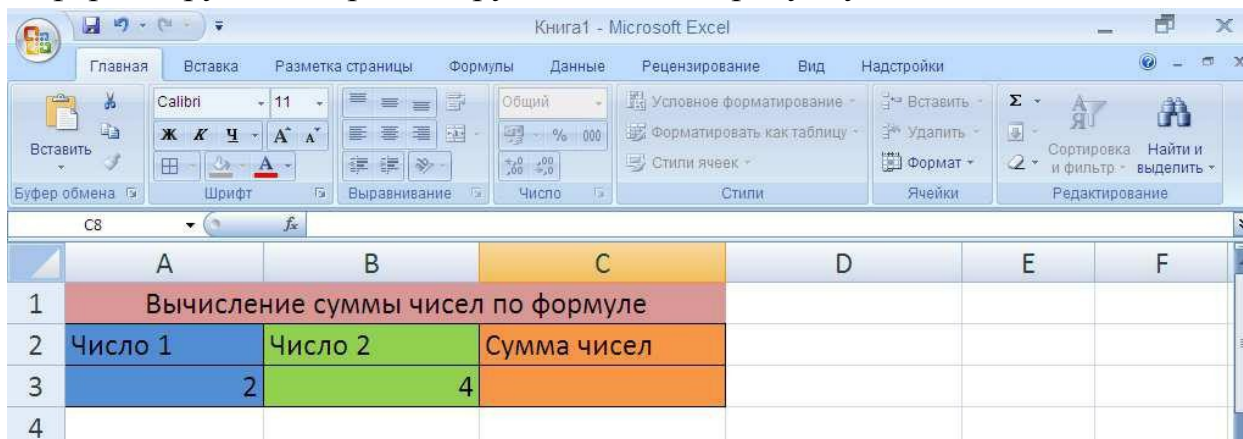 Книга1 - Microsoft Excel
Главная Вставка Разметка страницы Формулы Данные Рецензирование Вид Надстройки
Вставить
Calibri 11
Ж К Ч
Общий
% 000
Условное форматирование
Форматировать как таблицу
Стили ячеек
Вставить
Удалить
Формат
Σ
Сортировка и фильтр
Найти и выделить
Буфер обмена Шрифт Выравнивание Число Стили Ячейки Редактирование
C8 fx
A B C D E F
1 Вычисление суммы чисел по формуле
2 Число 1 Число 2 Сумма чисел
3 2 4
4